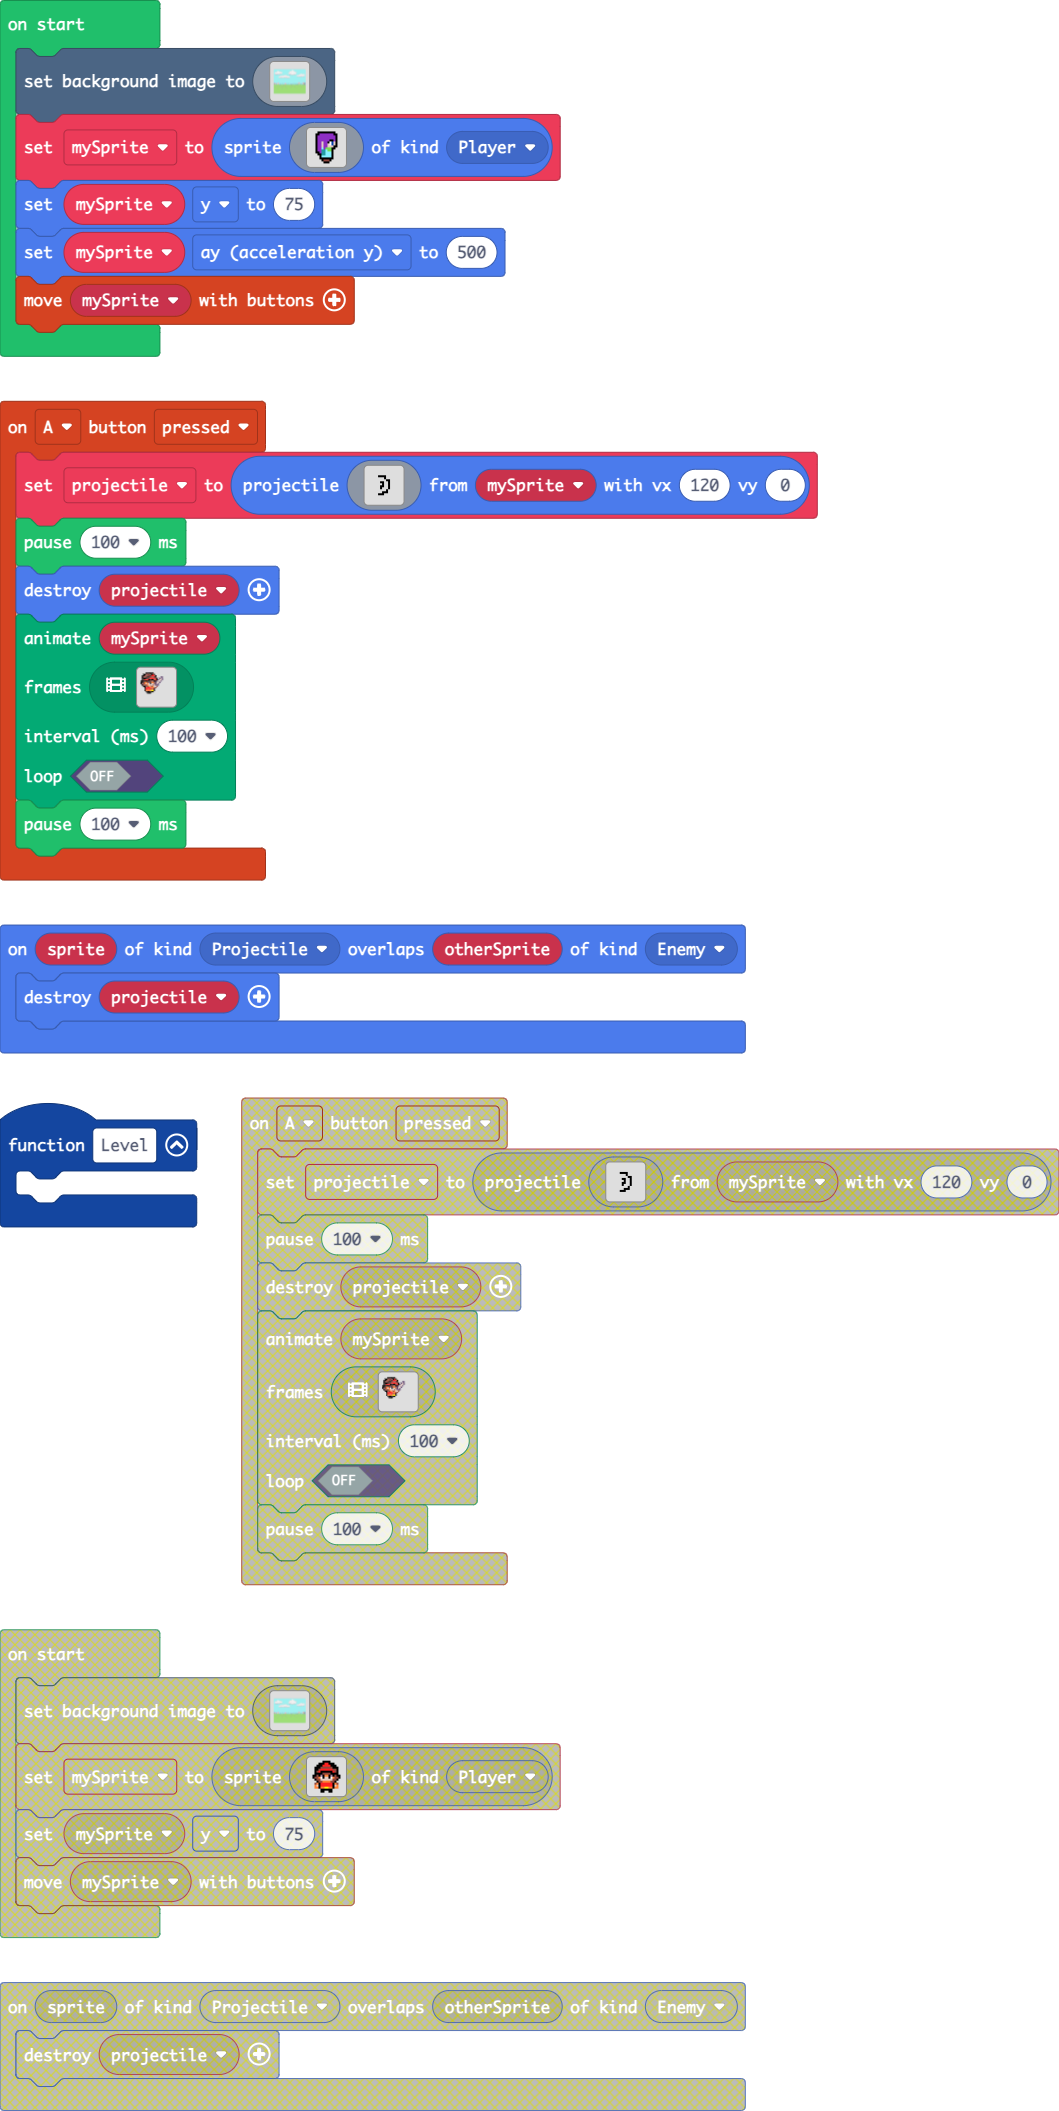 on start
set background image to
set mySprite to sprite of kind Player
set mySprite y to 75
set mySprite ay (acceleration y) to 500
move mySprite with buttons
on A button pressed
set projectile to projectile from mySprite with vx 120 vy 0
pause 100 ms
destroy projectile
animate mySprite
frames
interval (ms) 100
loop OFF
pause 100 ms
on sprite of kind Projectile overlaps otherSprite of kind Enemy
destroy projectile
function Level
on A button pressed
set projectile to projectile from mySprite with vx 120 vy 0
pause 100 ms
destroy projectile
animate mySprite
frames
interval (ms) 100
loop OFF
pause 100 ms
on start
set background image to
set mySprite to sprite of kind Player
set mySprite y to 75
move mySprite with buttons
on sprite of kind Projectile overlaps otherSprite of kind Enemy
destroy projectile